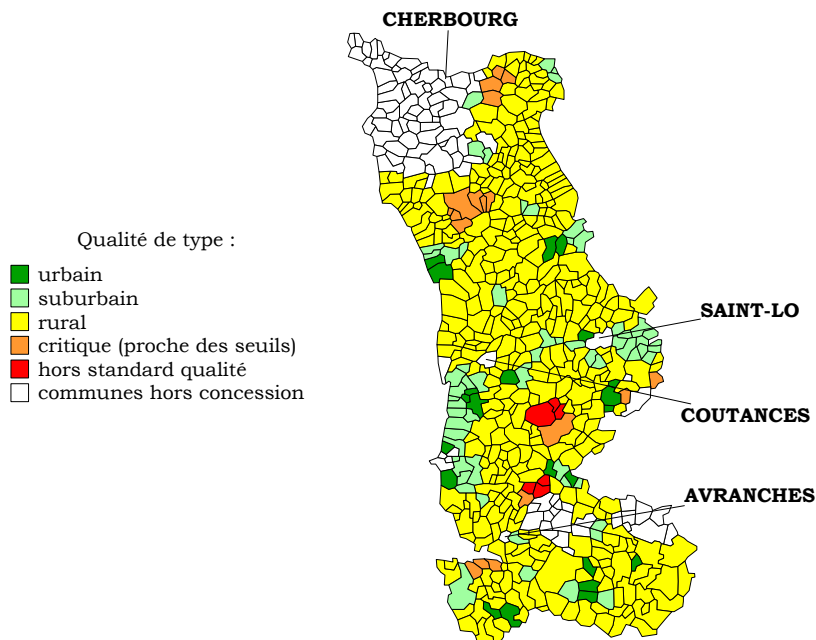 CHERBOURG
Qualité de type :
urbain
suburbain
rural
critique (proche des seuils)
hors standard qualité
communes hors concession
SAINT-LO
COUTANCES
AVRANCHES